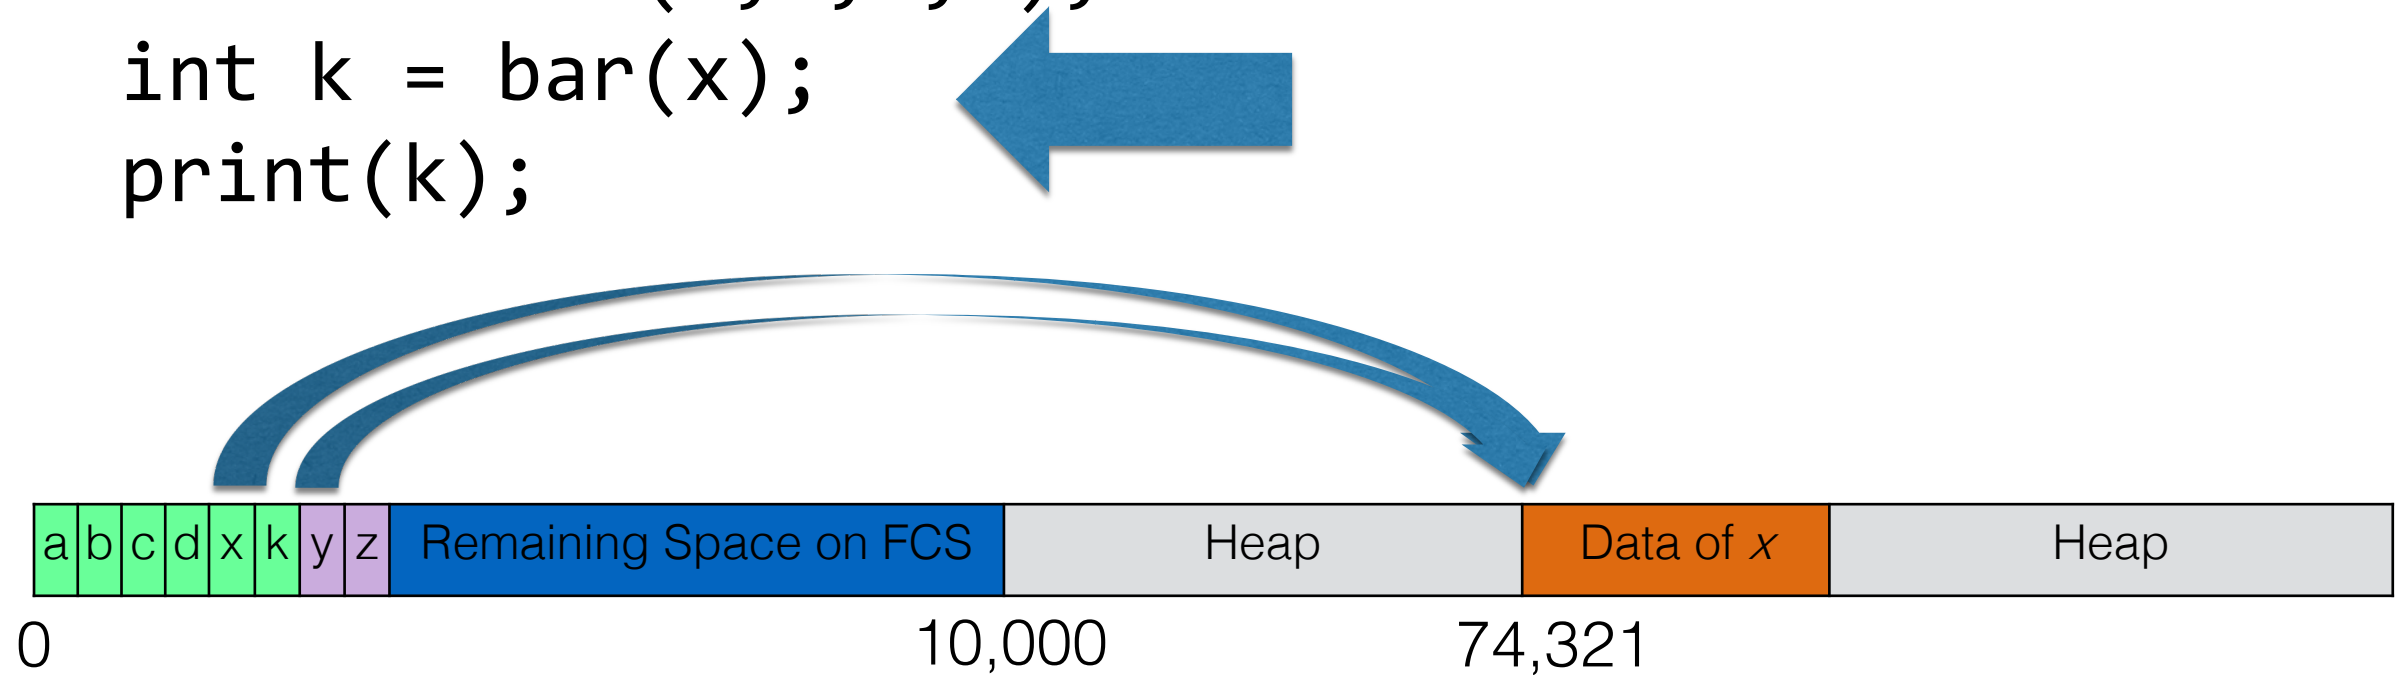 int k = bar(x);
print(k);
a b c d x k y z Remaining Space on FCS Heap Data of x Heap
0 10,000 74,321